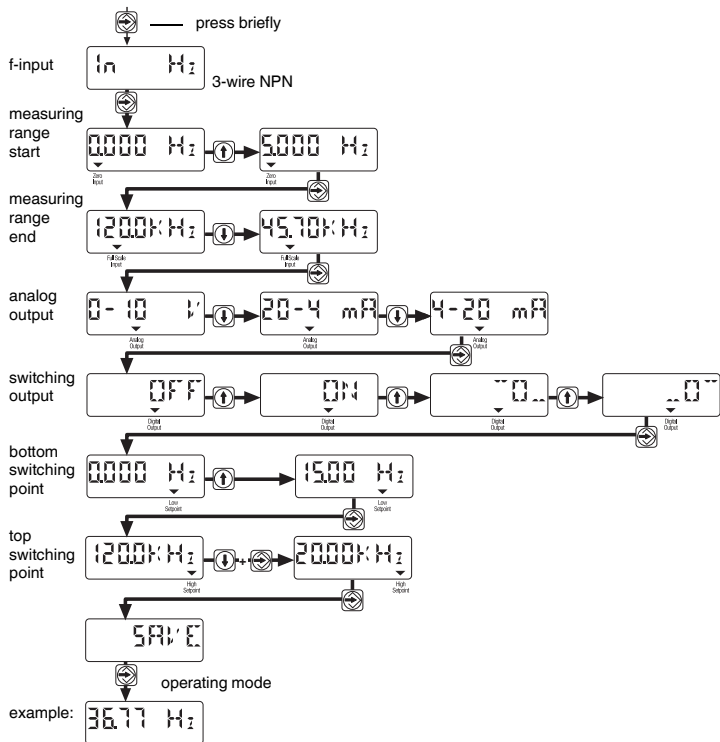 press briefly
f-input
In Hz
3-wire NPN
measuring
range
start
0.000 Hz
Zero
Input
5.000 Hz
Zero
Input
measuring
range
end
120.0kHz
Full Scale
Input
45.70kHz
Full Scale
Input
analog
output
0-10 V
Analog
Output
20-4 mA
Analog
Output
4-20 mA
Analog
Output
switching
output
OFF
Digital
Output
ON
Digital
Output
¯0_
Digital
Output
_0¯
Digital
Output
bottom
switching
point
0.000 Hz
Low
Setpoint
15.00 Hz
Low
Setpoint
top
switching
point
120.0kHz
High
Setpoint
+
20.00kHz
High
Setpoint
SAVE
operating mode
example:
36.77 Hz